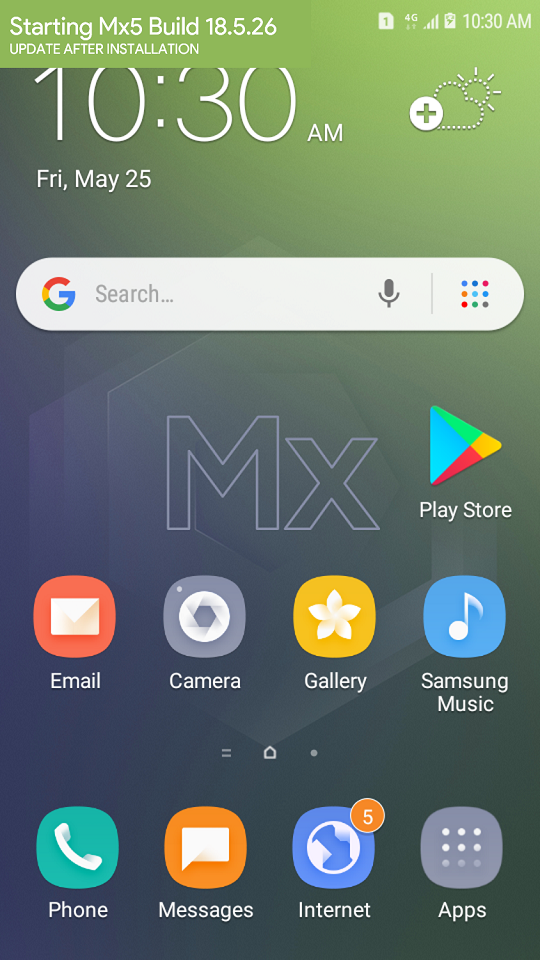 Starting Mx5 Build 18.5.26
UPDATE AFTER INSTALLATION
1 4G 10:30 AM
10:30 AM
Fri, May 25
G Search...
Mx
Play Store
Email Camera Gallery Samsung
Music
5
Phone Messages Internet Apps